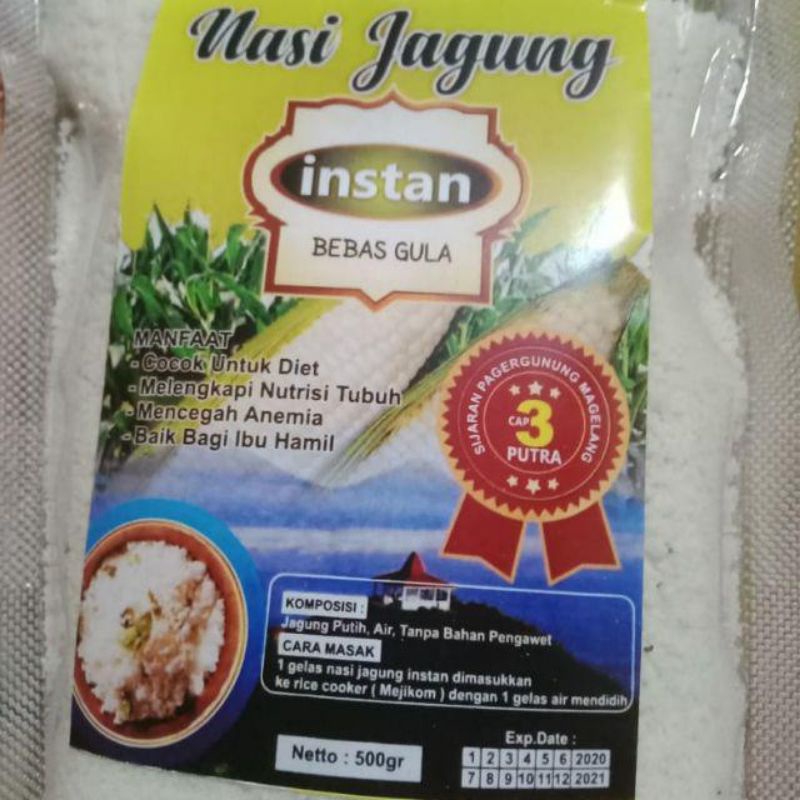 Nasi Jagung
instan
BEBAS GULA
MANFAAT
- Cocok Untuk Diet
- Melengkapi Nutrisi Tubuh
- Mencegah Anemia
- Baik Bagi Ibu Hamil
SIJARAN PAGERGUNUNG MAGELANG
CAP 3
PUTRA
KOMPOSISI :
Jagung Putih, Air, Tanpa Bahan Pengawet
CARA MASAK
1 gelas nasi jagung instan dimasukkan
ke rice cooker ( Mejikom ) dengan 1 gelas air mendidih
Netto : 500gr
Exp.Date :
1 2 3 4 5 6 2020
7 8 9 10 11 12 2021